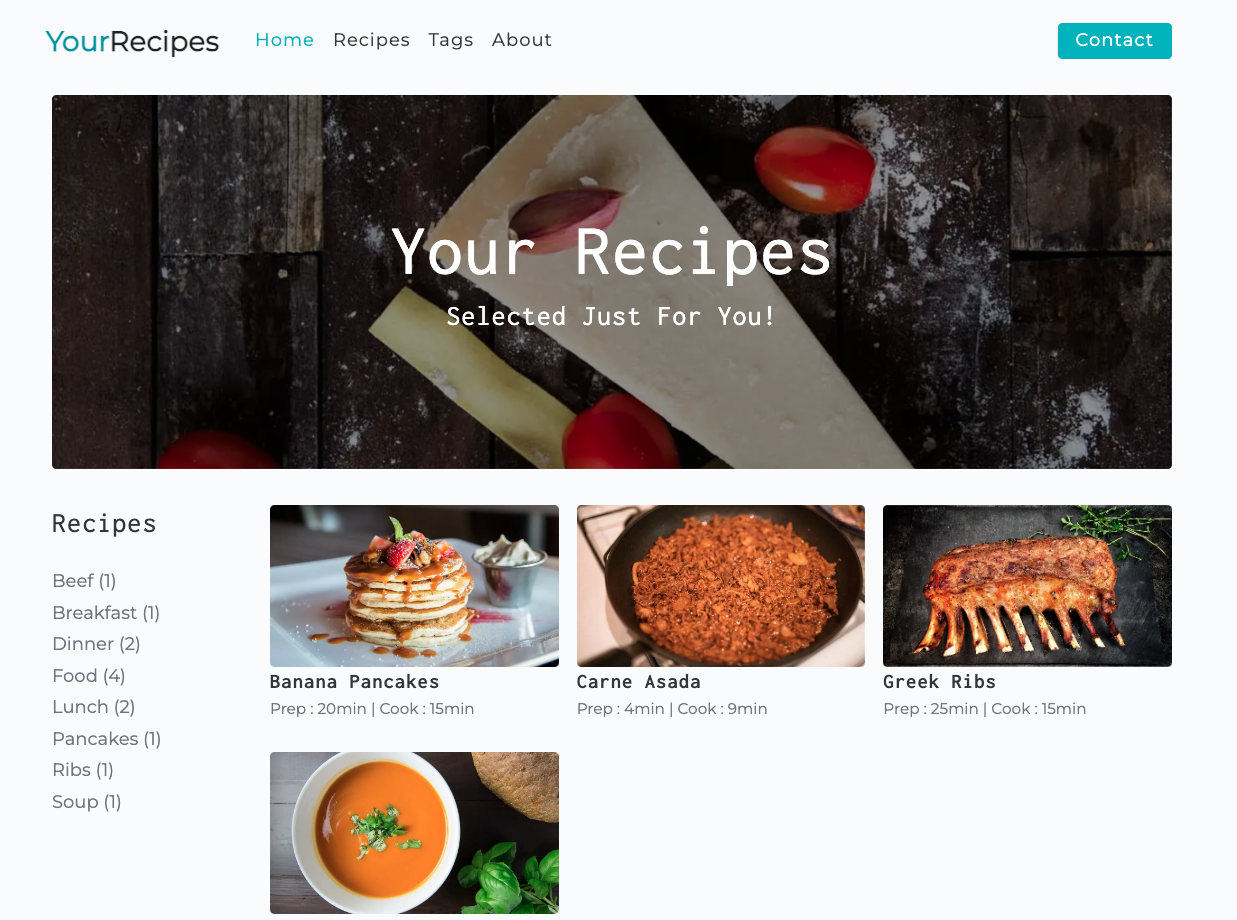 YourRecipes
Home Recipes Tags About
Contact
Your Recipes
Selected Just For You!
Recipes
Beef (1)
Breakfast (1)
Dinner (2)
Food (4)
Lunch (2)
Pancakes (1)
Ribs (1)
Soup (1)
Banana Pancakes
Prep : 20min | Cook : 15min
Carne Asada
Prep : 4min | Cook : 9min
Greek Ribs
Prep : 25min | Cook : 15min